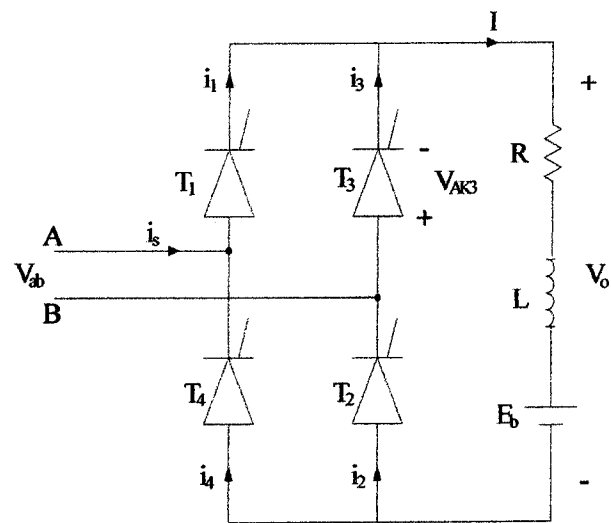 I
i1 i3 +
R
T1 T3 - VAK3 +
A is
Vab Vo
B L
T4 T2 Eb
i4 i2 -